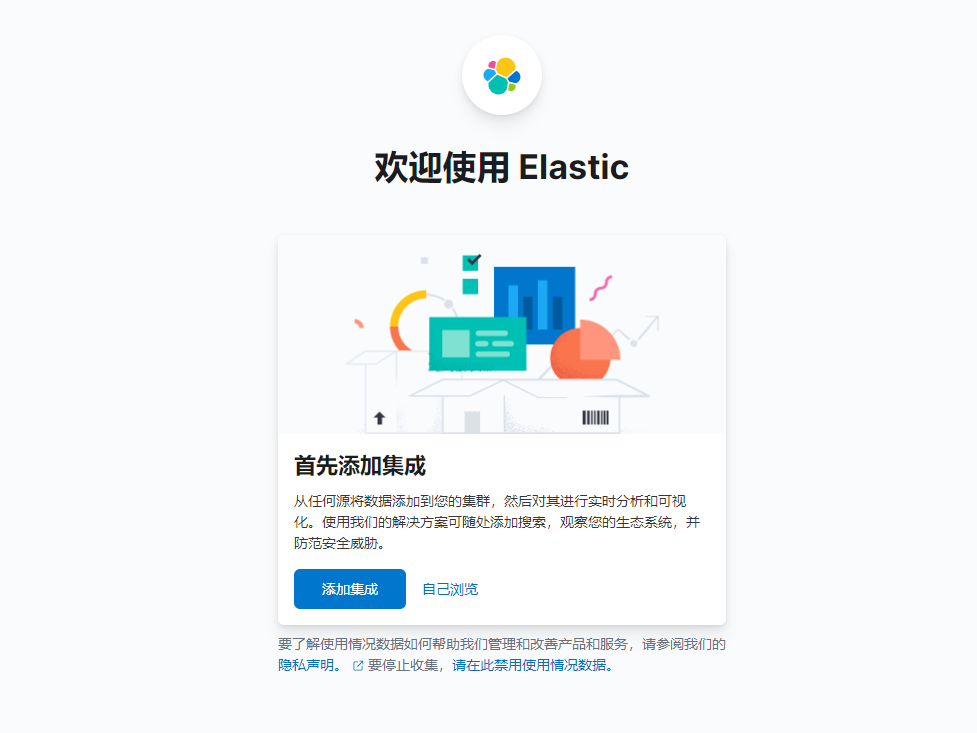 欢迎使用 Elastic
首先添加集成
从任何源将数据添加到您的集群，然后对其进行实时分析和可视
化。使用我们的解决方案可随处添加搜索，观察您的生态系统，并
防范安全威胁。
添加集成 自己浏览
要了解使用情况数据如何帮助我们管理和改善产品和服务，请参阅我们的
隐私声明。 要停止收集，请在此禁用使用情况数据。